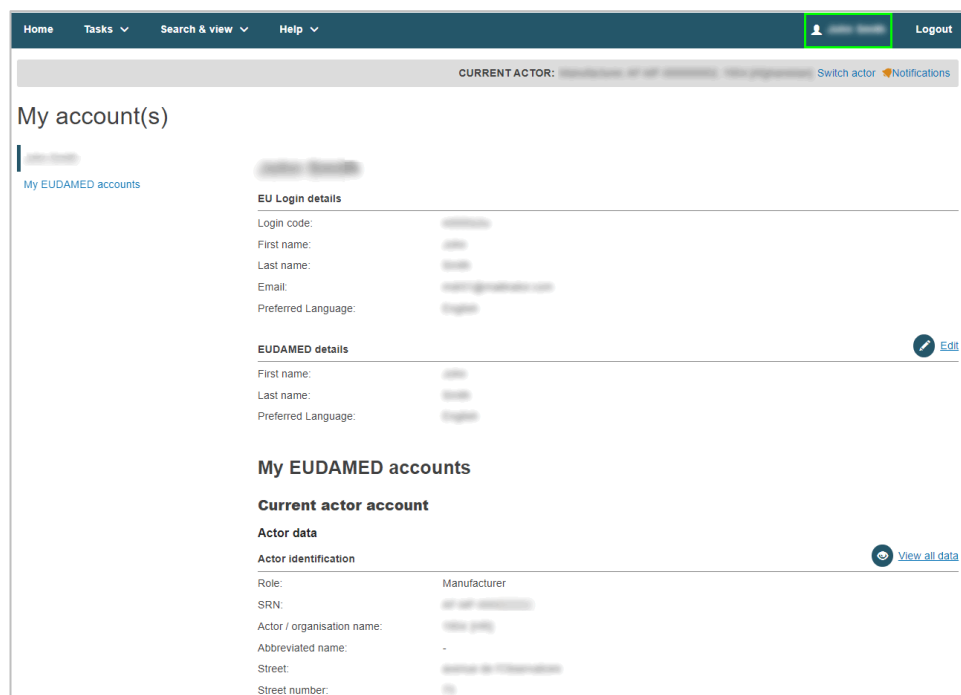 Home Tasks Search & view Help Logout
CURRENT ACTOR: Switch actor Notifications
My account(s)
My EUDAMED accounts
EU Login details
Login code:
First name:
Last name:
Email:
Preferred Language:
EUDAMED details Edit
First name:
Last name:
Preferred Language:
My EUDAMED accounts
Current actor account
Actor data
Actor identification View all data
Role: Manufacturer
SRN:
Actor / organisation name:
Abbreviated name: -
Street:
Street number: